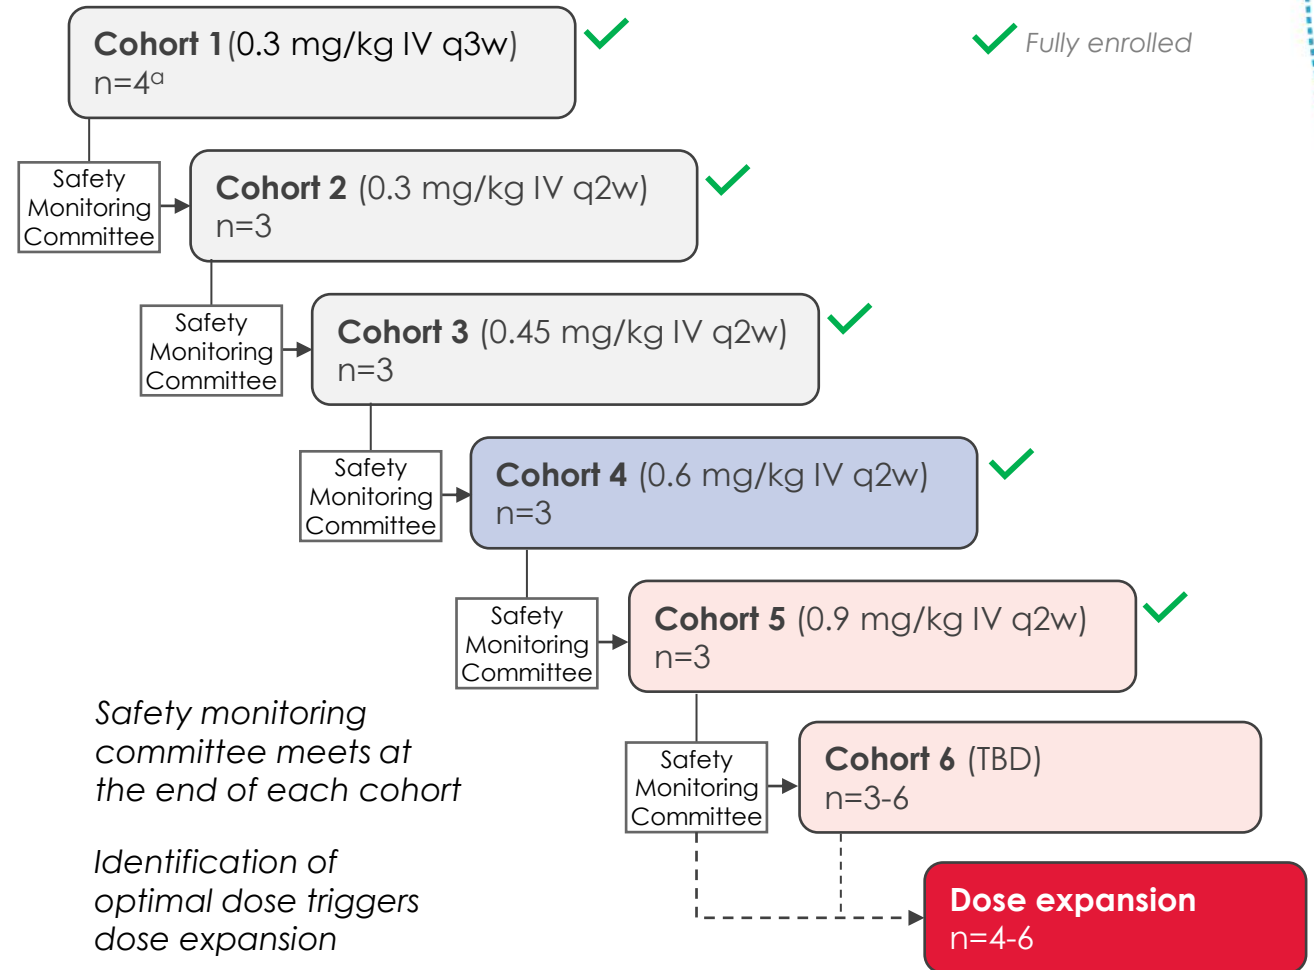 Cohort 1 (0.3 mg/kg IV q3w)
n=4ᵃ
Fully enrolled
Safety
Monitoring
Committee
Cohort 2 (0.3 mg/kg IV q2w)
n=3
Safety
Monitoring
Committee
Cohort 3 (0.45 mg/kg IV q2w)
n=3
Safety
Monitoring
Committee
Cohort 4 (0.6 mg/kg IV q2w)
n=3
Safety
Monitoring
Committee
Cohort 5 (0.9 mg/kg IV q2w)
n=3
Safety monitoring
committee meets at
the end of each cohort
Safety
Monitoring
Committee
Cohort 6 (TBD)
n=3-6
Identification of
optimal dose triggers
dose expansion
Dose expansion
n=4-6